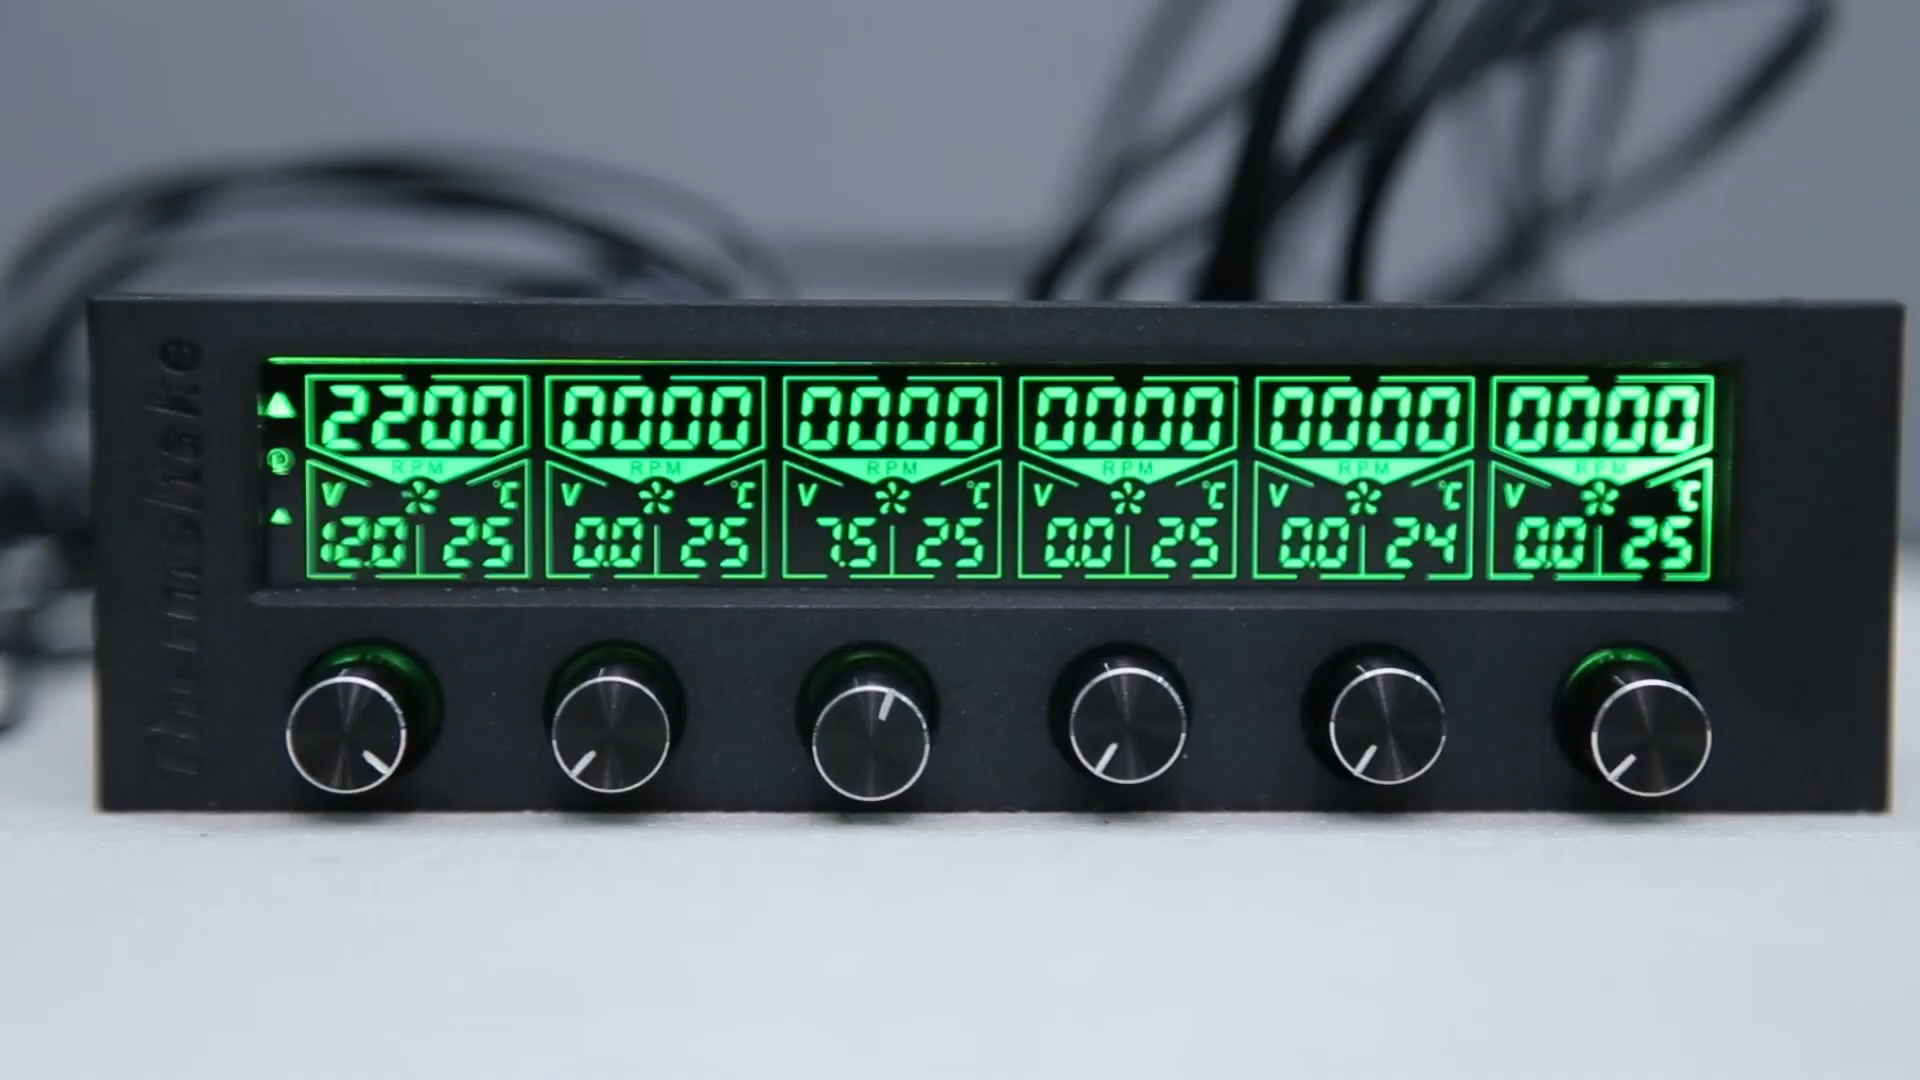 Thermaltake
2200 0000 0000 0000 0000 0000
RPM RPM RPM RPM RPM RPM
V °C V °C V °C V °C V °C V °C
12.0 25 0.0 25 7.5 25 0.0 25 0.0 24 0.0 25